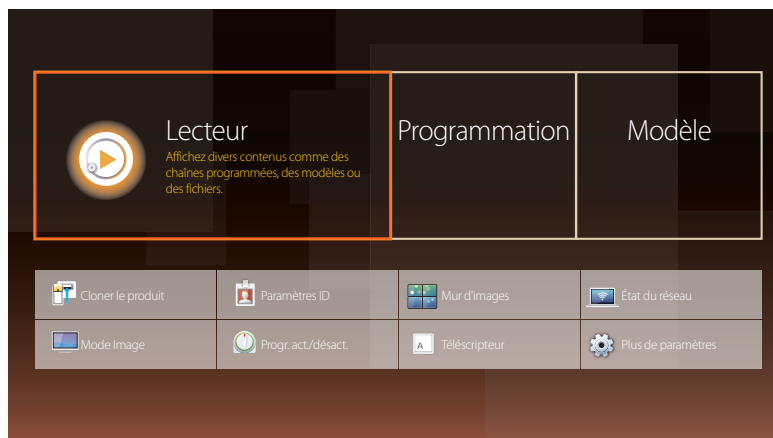 Lecteur
Affichez divers contenus comme des
chaînes programmées, des modèles ou
des fichiers.
Programmation
Modèle
Cloner le produit
Paramètres ID
Mur d'images
État du réseau
Mode Image
Progr. act./désact.
A
Téléscripteur
Plus de paramètres